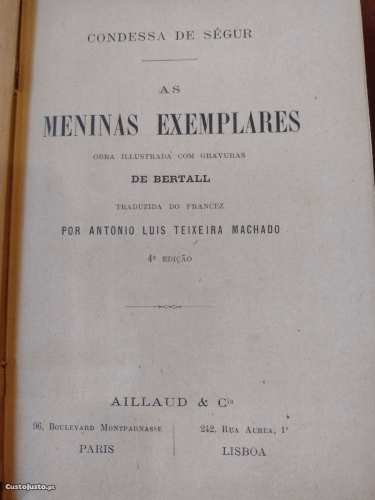 CONDESSA DE SÉGUR
AS
MENINAS EXEMPLARES
OBRA ILLUSTRADA COM GRAVURAS
DE BERTALL
TRADUZIDA DO FRANCEZ
POR ANTONIO LUIS TEIXEIRA MACHADO
4ª EDIÇÃO
AILLAUD & Cia
96, BOULEVARD MONTPARNASSE
PARIS
242, RUA AUREA, 1º
LISBOA
©CustoJusto.pt